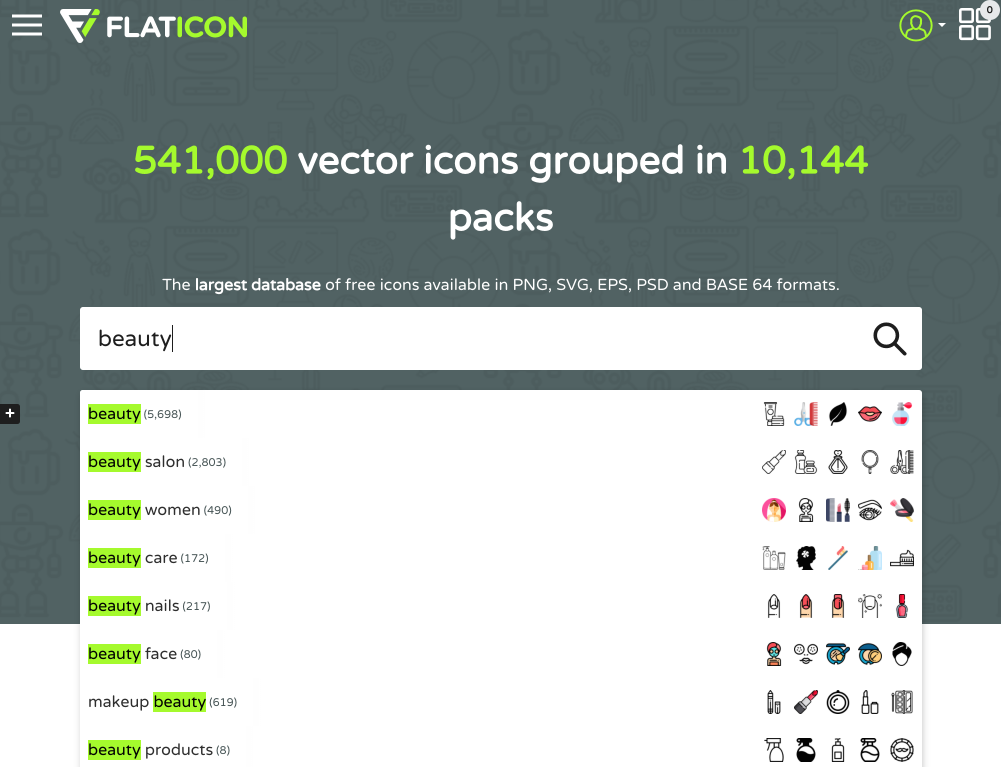 FLATICON
0
541,000 vector icons grouped in 10,144
packs
The largest database of free icons available in PNG, SVG, EPS, PSD and BASE 64 formats.
beauty
+
beauty (5,698)
beauty salon (2,803)
beauty women (490)
beauty care (172)
beauty nails (217)
beauty face (80)
makeup beauty (619)
beauty products (8)